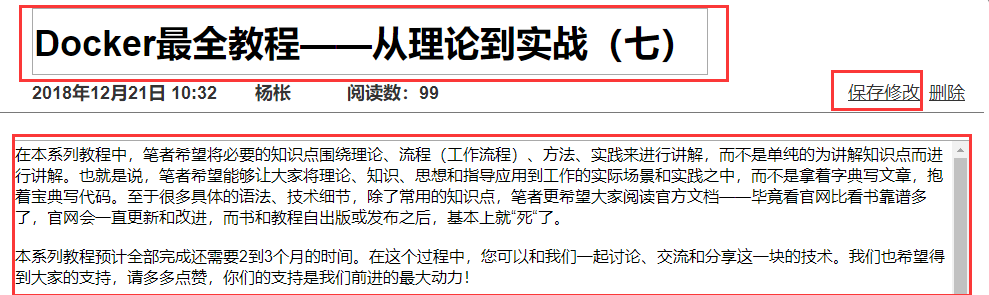 Docker最全教程——从理论到实战（七）
2018年12月21日 10:32 杨枨 阅读数：99 保存修改 删除
在本系列教程中，笔者希望将必要的知识点围绕理论、流程（工作流程）、方法、实践来进行讲解，而不是单纯的为讲解知识点而进
行讲解。也就是说，笔者希望能够让大家将理论、知识、思想和指导应用到工作的实际场景和实践之中，而不是拿着字典写文章，抱
着宝典写代码。至于很多具体的语法、技术细节，除了常用的知识点，笔者更希望大家阅读官方文档——毕竟看官网比看书靠谱多
了，官网会一直更新和改进，而书和教程自出版或发布之后，基本上就“死“了。
本系列教程预计全部完成还需要2到3个月的时间。在这个过程中，您可以和我们一起讨论、交流和分享这一块的技术。我们也希望得
到大家的支持，请多多点赞，你们的支持是我们前进的最大动力！